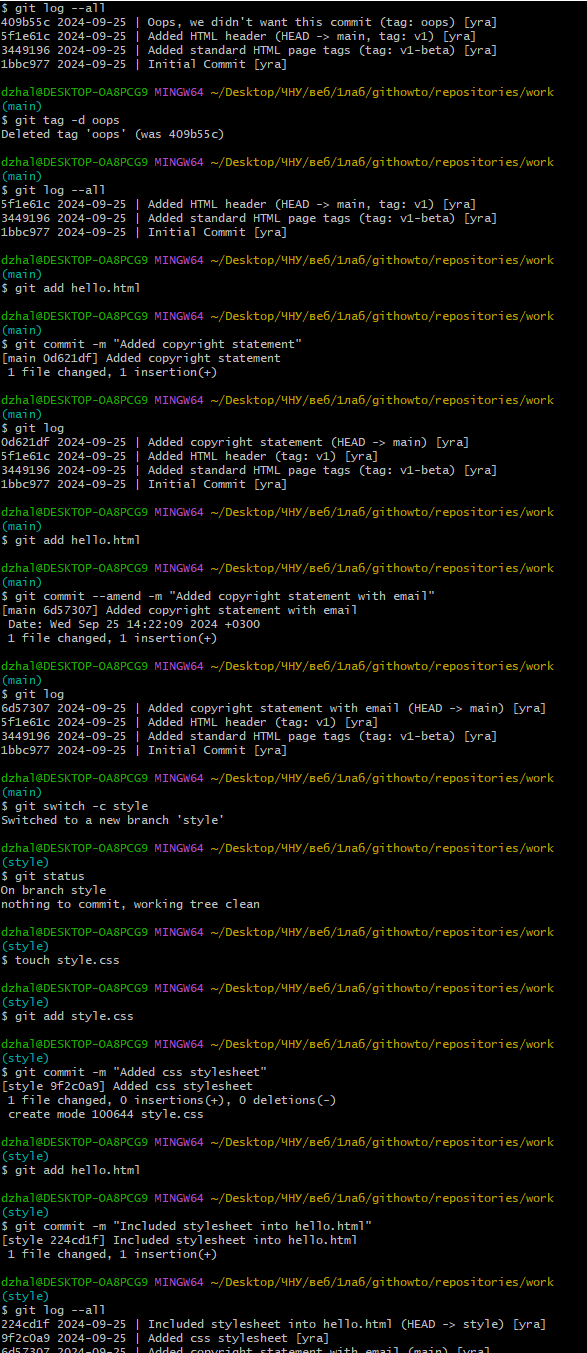 $ git log --all
409b55c 2024-09-25 | Oops, we didn't want this commit (tag: oops) [yra]
5f1e61c 2024-09-25 | Added HTML header (HEAD -> main, tag: v1) [yra]
3449196 2024-09-25 | Added standard HTML page tags (tag: v1-beta) [yra]
1bbc977 2024-09-25 | Initial Commit [yra]
dzhal@DESKTOP-OA8PCG9 MINGW64 ~/Desktop/ЧНУ/веб/1лаб/githowto/repositories/work
(main)
$ git tag -d oops
Deleted tag 'oops' (was 409b55c)
dzhal@DESKTOP-OA8PCG9 MINGW64 ~/Desktop/ЧНУ/веб/1лаб/githowto/repositories/work
(main)
$ git log --all
5f1e61c 2024-09-25 | Added HTML header (HEAD -> main, tag: v1) [yra]
3449196 2024-09-25 | Added standard HTML page tags (tag: v1-beta) [yra]
1bbc977 2024-09-25 | Initial Commit [yra]
dzhal@DESKTOP-OA8PCG9 MINGW64 ~/Desktop/ЧНУ/веб/1лаб/githowto/repositories/work
(main)
$ git add hello.html
dzhal@DESKTOP-OA8PCG9 MINGW64 ~/Desktop/ЧНУ/веб/1лаб/githowto/repositories/work
(main)
$ git commit -m "Added copyright statement"
[main 0d621df] Added copyright statement
 1 file changed, 1 insertion(+)
dzhal@DESKTOP-OA8PCG9 MINGW64 ~/Desktop/ЧНУ/веб/1лаб/githowto/repositories/work
(main)
$ git log
0d621df 2024-09-25 | Added copyright statement (HEAD -> main) [yra]
5f1e61c 2024-09-25 | Added HTML header (tag: v1) [yra]
3449196 2024-09-25 | Added standard HTML page tags (tag: v1-beta) [yra]
1bbc977 2024-09-25 | Initial Commit [yra]
dzhal@DESKTOP-OA8PCG9 MINGW64 ~/Desktop/ЧНУ/веб/1лаб/githowto/repositories/work
(main)
$ git add hello.html
dzhal@DESKTOP-OA8PCG9 MINGW64 ~/Desktop/ЧНУ/веб/1лаб/githowto/repositories/work
(main)
$ git commit --amend -m "Added copyright statement with email"
[main 6d57307] Added copyright statement with email
 Date: Wed Sep 25 14:22:09 2024 +0300
 1 file changed, 1 insertion(+)
dzhal@DESKTOP-OA8PCG9 MINGW64 ~/Desktop/ЧНУ/веб/1лаб/githowto/repositories/work
(main)
$ git log
6d57307 2024-09-25 | Added copyright statement with email (HEAD -> main) [yra]
5f1e61c 2024-09-25 | Added HTML header (tag: v1) [yra]
3449196 2024-09-25 | Added standard HTML page tags (tag: v1-beta) [yra]
1bbc977 2024-09-25 | Initial Commit [yra]
dzhal@DESKTOP-OA8PCG9 MINGW64 ~/Desktop/ЧНУ/веб/1лаб/githowto/repositories/work
(main)
$ git switch -c style
Switched to a new branch 'style'
dzhal@DESKTOP-OA8PCG9 MINGW64 ~/Desktop/ЧНУ/веб/1лаб/githowto/repositories/work
(style)
$ git status
On branch style
nothing to commit, working tree clean
dzhal@DESKTOP-OA8PCG9 MINGW64 ~/Desktop/ЧНУ/веб/1лаб/githowto/repositories/work
(style)
$ touch style.css
dzhal@DESKTOP-OA8PCG9 MINGW64 ~/Desktop/ЧНУ/веб/1лаб/githowto/repositories/work
(style)
$ git add style.css
dzhal@DESKTOP-OA8PCG9 MINGW64 ~/Desktop/ЧНУ/веб/1лаб/githowto/repositories/work
(style)
$ git commit -m "Added css stylesheet"
[style 9f2c0a9] Added css stylesheet
 1 file changed, 0 insertions(+), 0 deletions(-)
 create mode 100644 style.css
dzhal@DESKTOP-OA8PCG9 MINGW64 ~/Desktop/ЧНУ/веб/1лаб/githowto/repositories/work
(style)
$ git add hello.html
dzhal@DESKTOP-OA8PCG9 MINGW64 ~/Desktop/ЧНУ/веб/1лаб/githowto/repositories/work
(style)
$ git commit -m "Included stylesheet into hello.html"
[style 224cd1f] Included stylesheet into hello.html
 1 file changed, 1 insertion(+)
dzhal@DESKTOP-OA8PCG9 MINGW64 ~/Desktop/ЧНУ/веб/1лаб/githowto/repositories/work
(style)
$ git log --all
224cd1f 2024-09-25 | Included stylesheet into hello.html (HEAD -> style) [yra]
9f2c0a9 2024-09-25 | Added css stylesheet [yra]
6d57307 2024-09-25 | Added copyright statement with email (main) [yra]